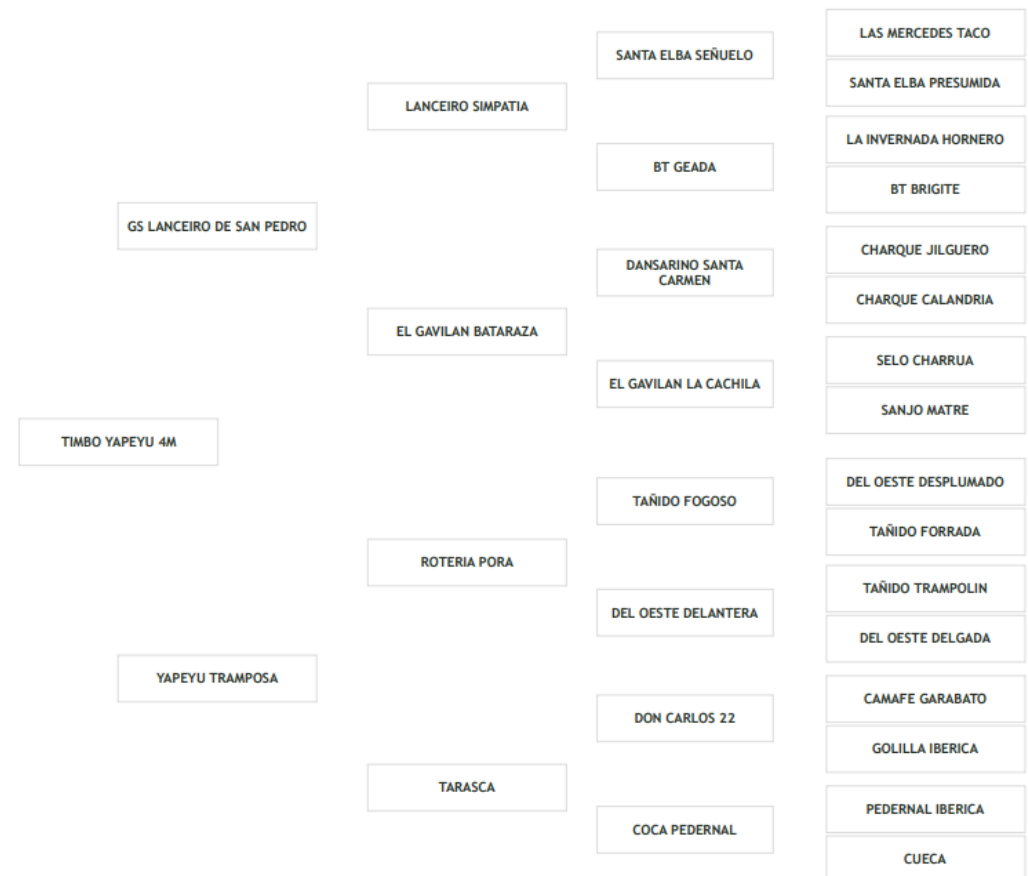 LAS MERCEDES TACO
SANTA ELBA SEÑUELO
SANTA ELBA PRESUMIDA
LANCEIRO SIMPATIA
LA INVERNADA HORNERO
BT GEADA
BT BRIGITE
GS LANCEIRO DE SAN PEDRO
CHARQUE JILGUERO
DANSARINO SANTA
CARMEN
CHARQUE CALANDRIA
EL GAVILAN BATARAZA
SELO CHARRUA
EL GAVILAN LA CACHILA
SANJO MATRE
TIMBO YAPEYU 4M
DEL OESTE DESPLUMADO
TAÑIDO FOGOSO
TAÑIDO FORRADA
ROTERIA PORA
TAÑIDO TRAMPOLIN
DEL OESTE DELANTERA
DEL OESTE DELGADA
YAPEYU TRAMPOSA
CAMAFE GARABATO
DON CARLOS 22
GOLILLA IBERICA
TARASCA
PEDERNAL IBERICA
COCA PEDERNAL
CUECA